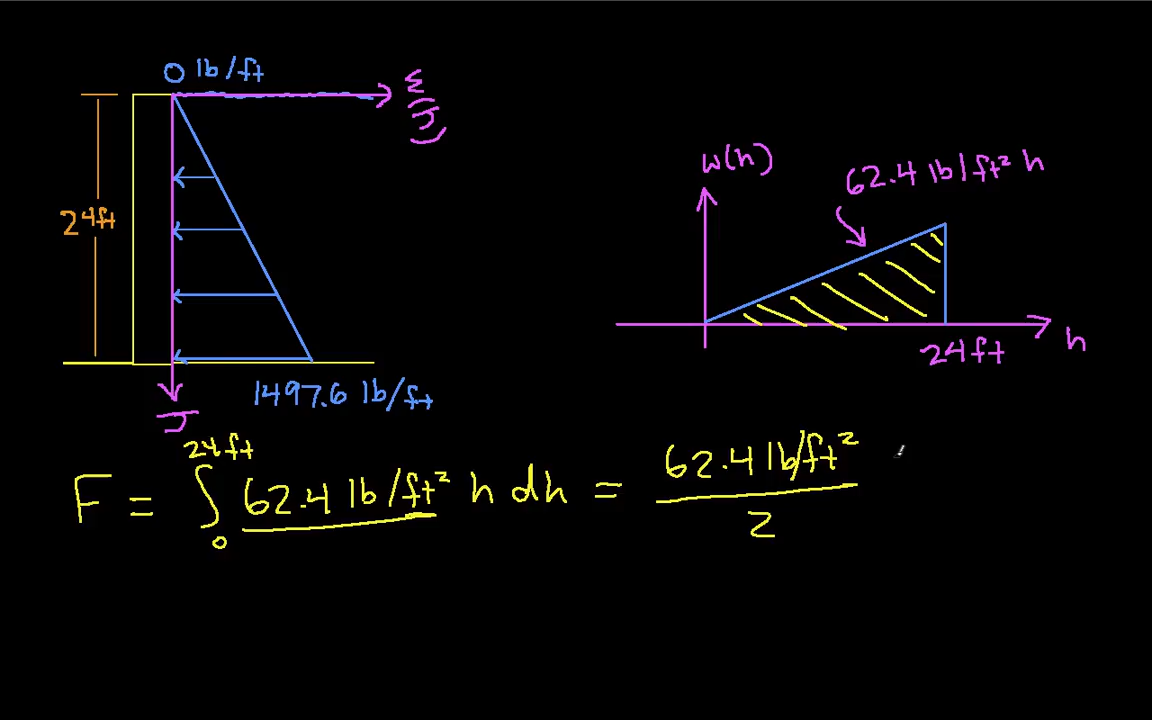 0 lb/ft
w(h)
24ft
1497.6 lb/ft
h
w(h)
62.4 lb/ft² h
24ft
h
F = ∫₀^24ft 62.4 lb/ft² h dh = 62.4 lb/ft² / 2